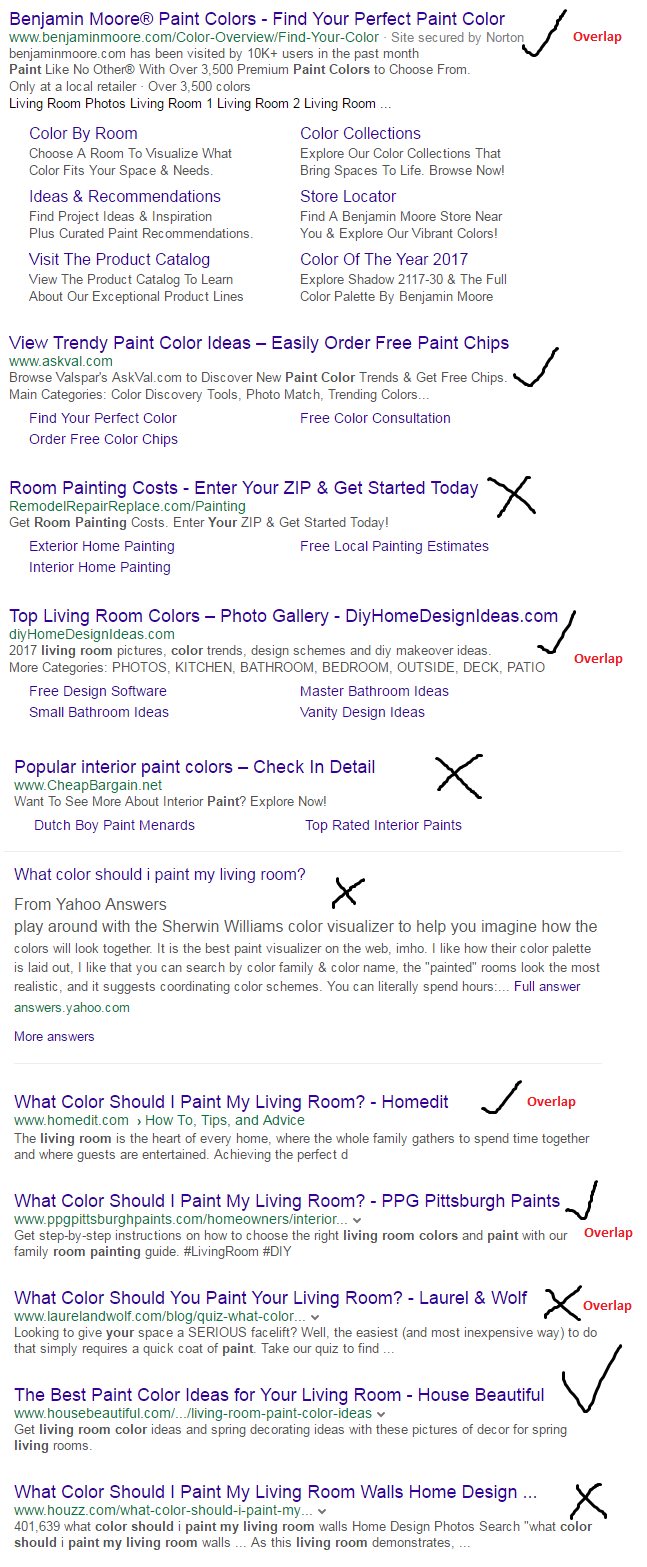 Benjamin Moore® Paint Colors - Find Your Perfect Paint Color
www.benjaminmoore.com/Color-Overview/Find-Your-Color · Site secured by Norton
Overlap
benjaminmoore.com has been visited by 10K+ users in the past month
Paint Like No Other® With Over 3,500 Premium Paint Colors to Choose From.
Only at a local retailer · Over 3,500 colors
Living Room Photos Living Room 1 Living Room 2 Living Room ...
Color By Room
Choose A Room To Visualize What
Color Fits Your Space & Needs.
Color Collections
Explore Our Color Collections That
Bring Spaces To Life. Browse Now!
Ideas & Recommendations
Find Project Ideas & Inspiration
Plus Curated Paint Recommendations.
Store Locator
Find A Benjamin Moore Store Near
You & Explore Our Vibrant Colors!
Visit The Product Catalog
View The Product Catalog To Learn
About Our Exceptional Product Lines
Color Of The Year 2017
Explore Shadow 2117-30 & The Full
Color Palette By Benjamin Moore
View Trendy Paint Color Ideas – Easily Order Free Paint Chips
www.askval.com
Browse Valspar's AskVal.com to Discover New Paint Color Trends & Get Free Chips.
Main Categories: Color Discovery Tools, Photo Match, Trending Colors...
Find Your Perfect Color
Free Color Consultation
Order Free Color Chips
Room Painting Costs - Enter Your ZIP & Get Started Today
RemodelRepairReplace.com/Painting
Get Room Painting Costs. Enter Your ZIP & Get Started Today!
Exterior Home Painting
Free Local Painting Estimates
Interior Home Painting
Top Living Room Colors – Photo Gallery - DiyHomeDesignIdeas.com
diyHomeDesignIdeas.com
2017 living room pictures, color trends, design schemes and diy makeover ideas.
Overlap
More Categories: PHOTOS, KITCHEN, BATHROOM, BEDROOM, OUTSIDE, DECK, PATIO
Free Design Software
Master Bathroom Ideas
Small Bathroom Ideas
Vanity Design Ideas
Popular interior paint colors – Check In Detail
www.CheapBargain.net
Want To See More About Interior Paint? Explore Now!
Dutch Boy Paint Menards
Top Rated Interior Paints
What color should i paint my living room?
From Yahoo Answers
play around with the Sherwin Williams color visualizer to help you imagine how the
colors will look together. It is the best paint visualizer on the web, imho. I like how their color palette
is laid out, I like that you can search by color family & color name, the "painted" rooms look the most
realistic, and it suggests coordinating color schemes. You can literally spend hours:... Full answer
answers.yahoo.com
More answers
What Color Should I Paint My Living Room? - Homedit
Overlap
www.homedit.com › How To, Tips, and Advice
The living room is the heart of every home, where the whole family gathers to spend time together
and where guests are entertained. Achieving the perfect d
What Color Should I Paint My Living Room? - PPG Pittsburgh Paints
www.ppgpittsburghpaints.com/homeowners/interior...
Get step-by-step instructions on how to choose the right living room colors and paint with our
Overlap
family room painting guide. #LivingRoom #DIY
What Color Should You Paint Your Living Room? - Laurel & Wolf
Overlap
www.laurelandwolf.com/blog/quiz-what-color...
Looking to give your space a SERIOUS facelift? Well, the easiest (and most inexpensive way) to do
that simply requires a quick coat of paint. Take our quiz to find ...
The Best Paint Color Ideas for Your Living Room - House Beautiful
www.housebeautiful.com/.../living-room-paint-color-ideas
Get living room color ideas and spring decorating ideas with these pictures of decor for spring
living rooms.
What Color Should I Paint My Living Room Walls Home Design ...
www.houzz.com/what-color-should-i-paint-my...
401,639 what color should i paint my living room walls Home Design Photos Search "what color
should i paint my living room walls ... As this living room demonstrates, ...